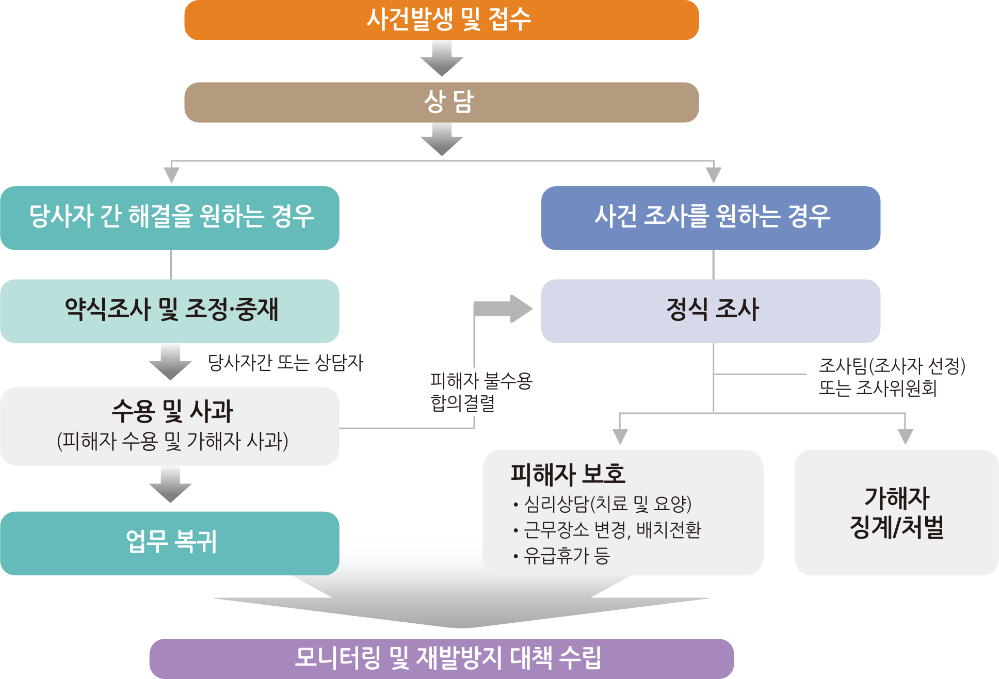 사건발생 및 접수
상 담
당사자 간 해결을 원하는 경우
사건 조사를 원하는 경우
약식조사 및 조정·중재
정식 조사
당사자간 또는 상담자
피해자 불수용
합의결렬
조사팀(조사자 선정)
또는 조사위원회
수용 및 사과
(피해자 수용 및 가해자 사과)
업무 복귀
피해자 보호
• 심리상담(치료 및 요양)
• 근무장소 변경, 배치전환
• 유급휴가 등
가해자
징계/처벌
모니터링 및 재발방지 대책 수립